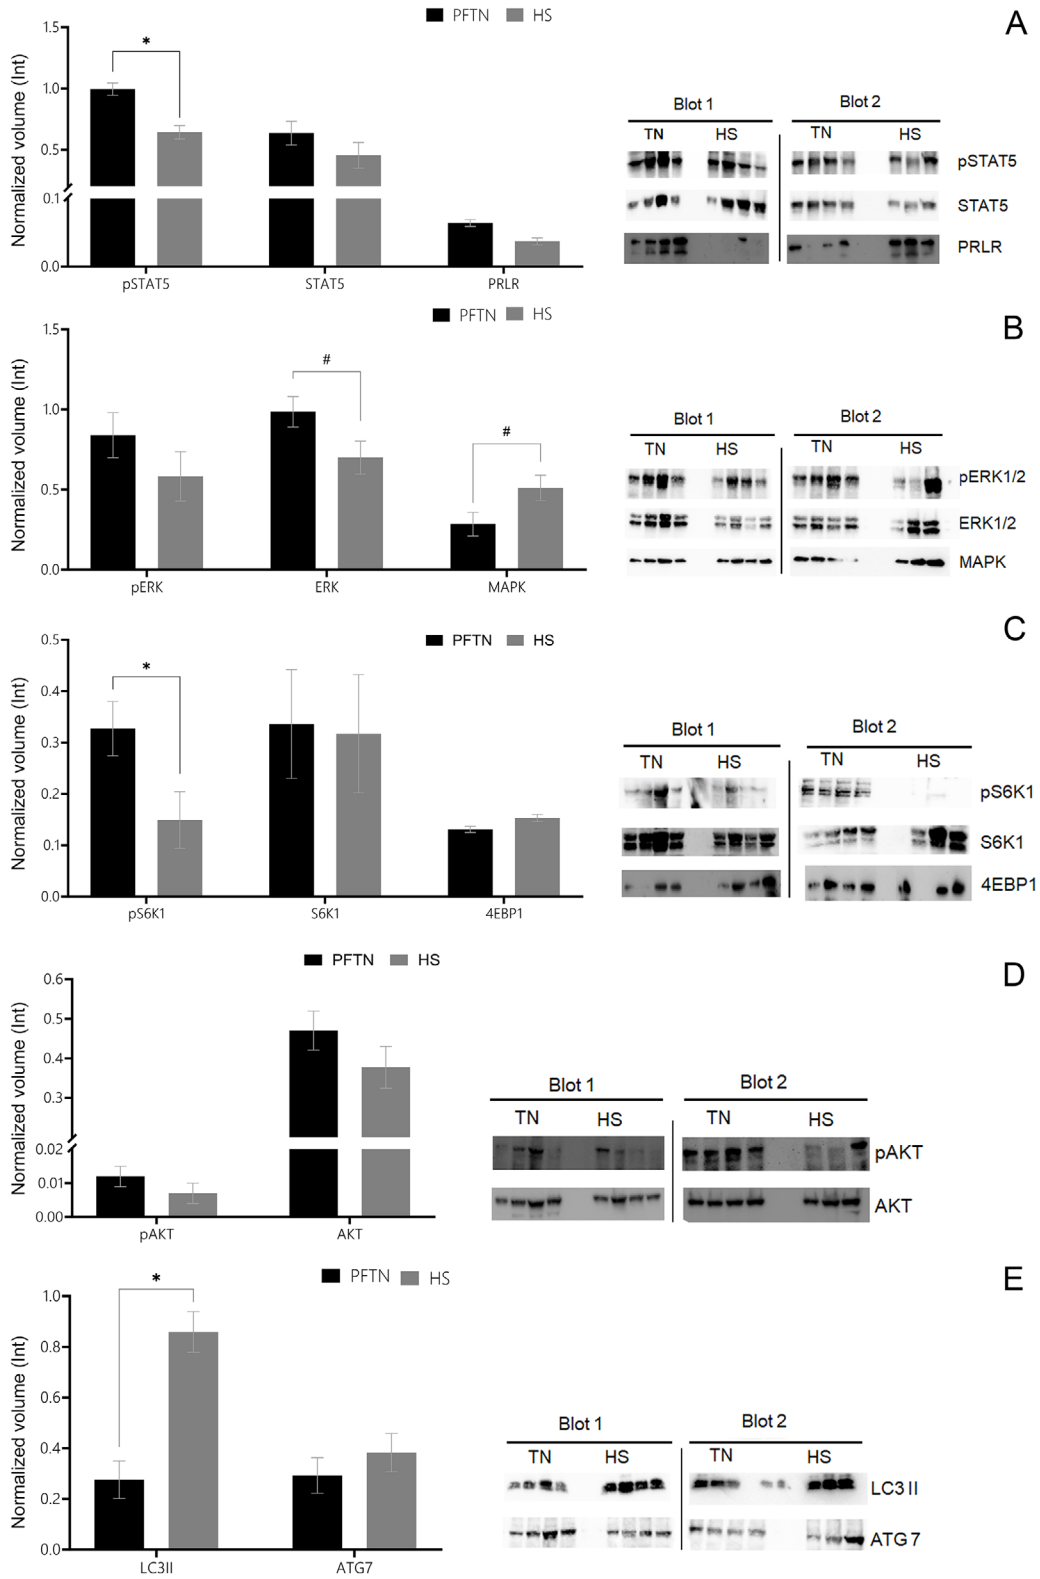 PFTN HS
A
Normalized volume (Int)
1.5
1.0
0.5
0.1
0.0
*
pSTAT5 STAT5 PRLR
Blot 1 Blot 2
TN HS TN HS
pSTAT5
STAT5
PRLR
PFTN HS
B
Normalized volume (Int)
1.5
1.0
0.5
0.0
#
#
pERK ERK MAPK
Blot 1 Blot 2
TN HS TN HS
pERK1/2
ERK1/2
MAPK
PFTN HS
C
Normalized volume (Int)
0.5
0.4
0.3
0.2
0.1
0.0
*
pS6K1 S6K1 4EBP1
Blot 1 Blot 2
TN HS TN HS
pS6K1
S6K1
4EBP1
PFTN HS
D
Normalized volume (Int)
0.6
0.5
0.4
0.3
0.02
0.01
0.00
pAKT AKT
Blot 1 Blot 2
TN HS TN HS
pAKT
AKT
PFTN HS
E
Normalized volume (Int)
1.0
0.8
0.6
0.4
0.2
0.0
*
LC3II ATG7
Blot 1 Blot 2
TN HS TN HS
LC3 II
ATG 7